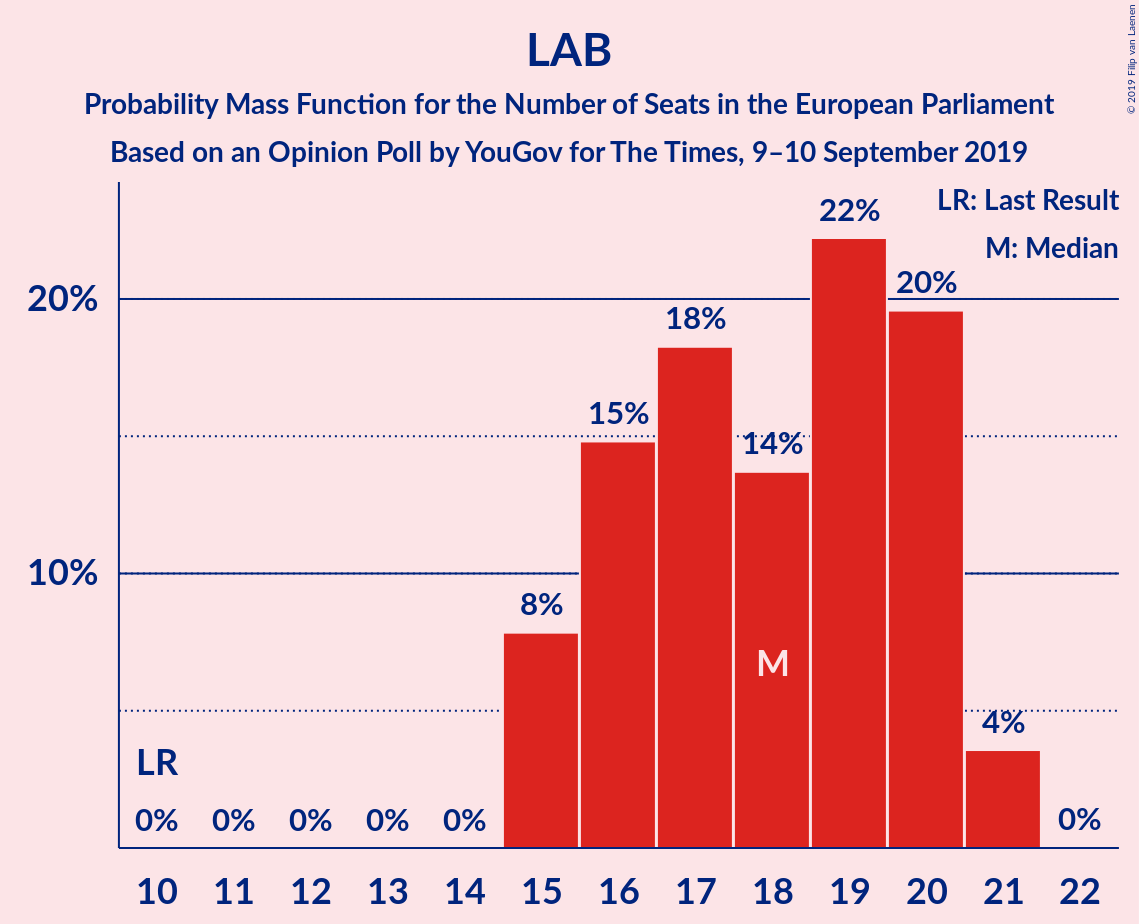 LAB
Probability Mass Function for the Number of Seats in the European Parliament
Based on an Opinion Poll by YouGov for The Times, 9–10 September 2019
© 2019 Filip van Laenen
LR: Last Result
M: Median
22%
20%
20%
18%
15%
14%
10%
8%
M
4%
LR
0% 0% 0% 0% 0% 0%
10 11 12 13 14 15 16 17 18 19 20 21 22